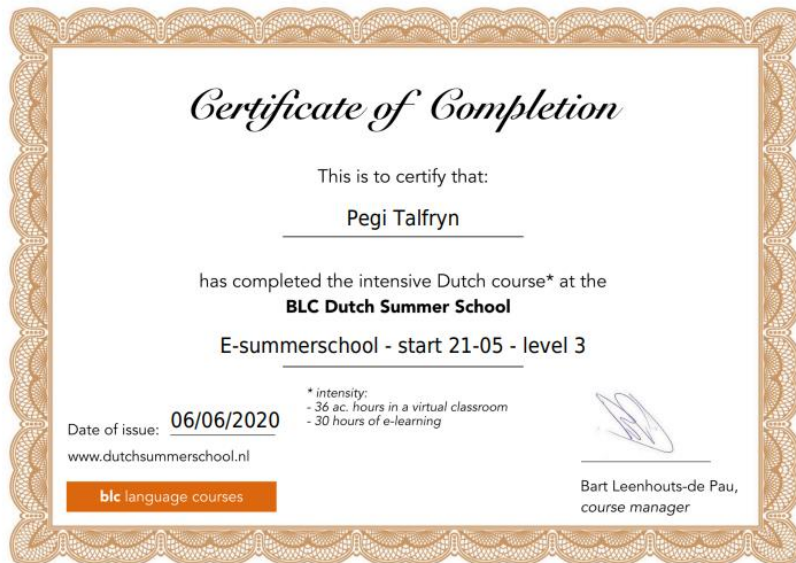 Certificate of Completion
This is to certify that:
Pegi Talfryn
has completed the intensive Dutch course* at the
BLC Dutch Summer School
E-summerschool - start 21-05 - level 3
* intensity:
- 36 ac. hours in a virtual classroom
- 30 hours of e-learning
Date of issue: 06/06/2020
www.dutchsummerschool.nl
blc language courses
Bart Leenhouts-de Pau,
course manager